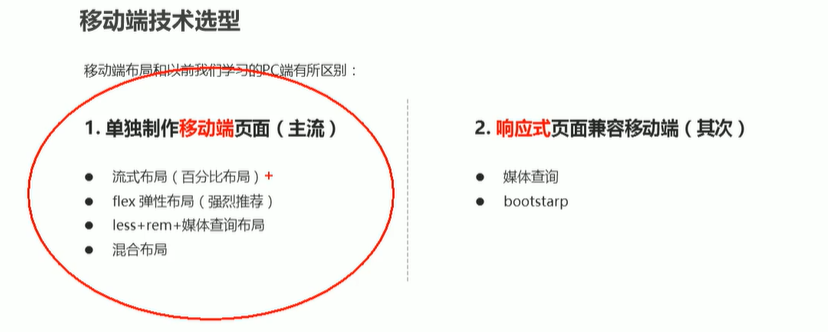 移动端技术选型
移动端布局和以前我们学习的PC端有所区别：
1. 单独制作移动端页面（主流）
● 流式布局（百分比布局）+
● flex 弹性布局（强烈推荐）
● less+rem+媒体查询布局
● 混合布局
2. 响应式页面兼容移动端（其次）
● 媒体查询
● bootstarp